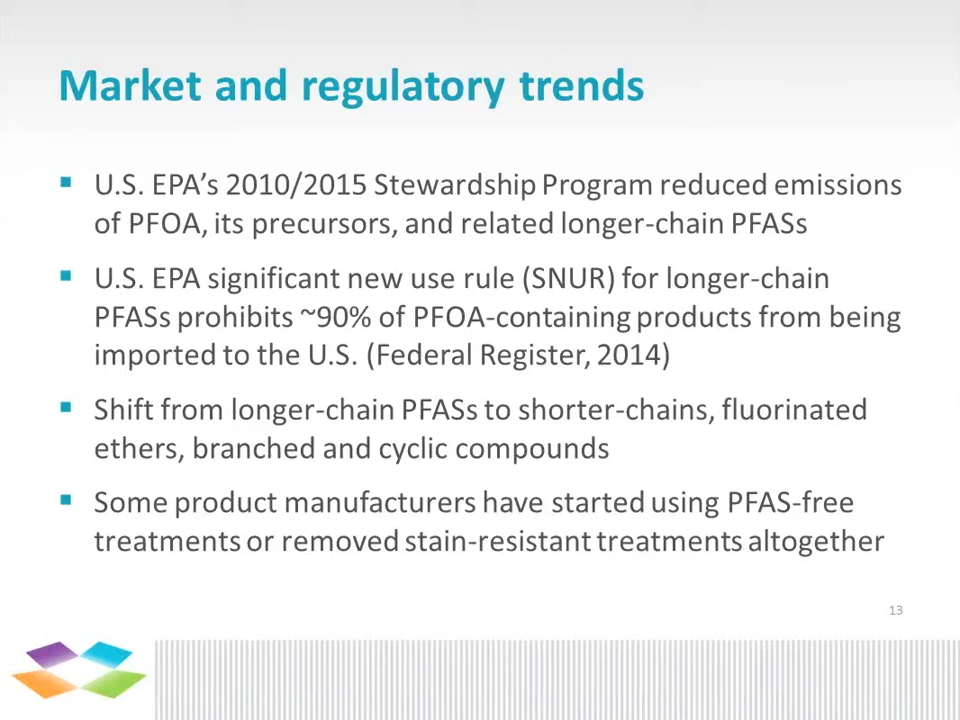 Market and regulatory trends
▪ U.S. EPA’s 2010/2015 Stewardship Program reduced emissions
of PFOA, its precursors, and related longer-chain PFASs
▪ U.S. EPA significant new use rule (SNUR) for longer-chain
PFASs prohibits ~90% of PFOA-containing products from being
imported to the U.S. (Federal Register, 2014)
▪ Shift from longer-chain PFASs to shorter-chains, fluorinated
ethers, branched and cyclic compounds
▪ Some product manufacturers have started using PFAS-free
treatments or removed stain-resistant treatments altogether
13